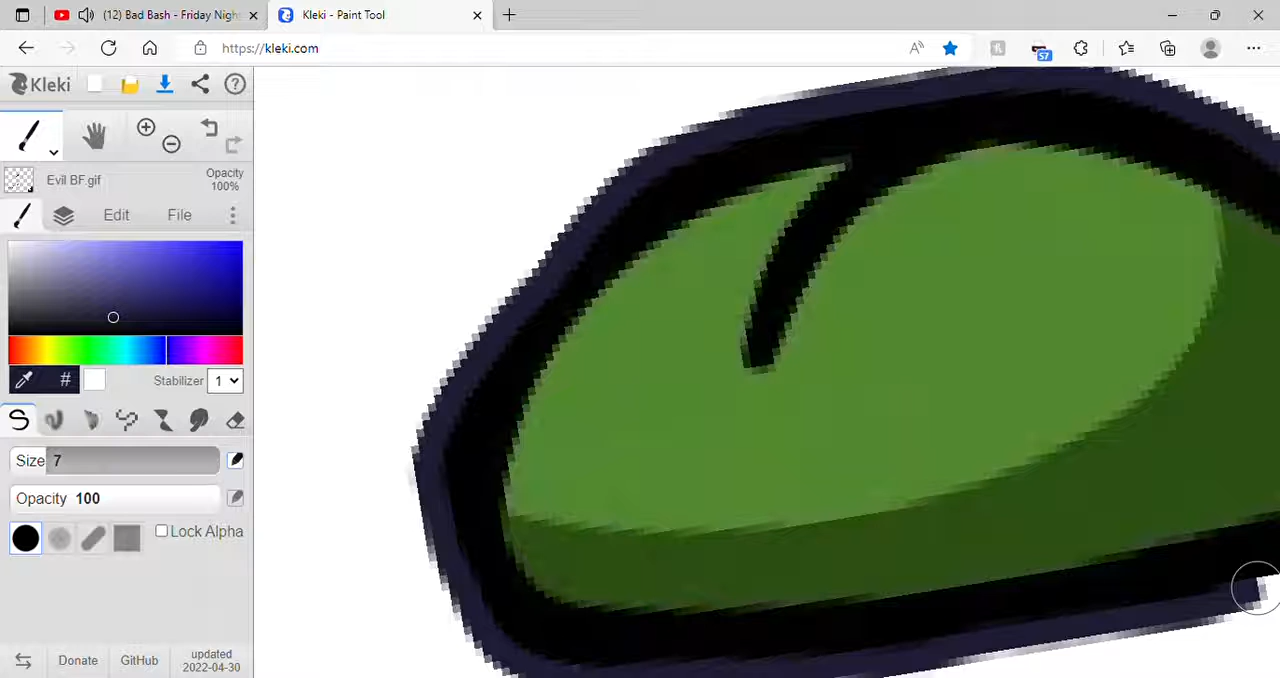 (12) Bad Bash - Friday Nigh
Kleki - Paint Tool
https://kleki.com
57
Kleki
Evil BF.gif
Opacity
100%
Edit
File
#
Stabilizer 1
Size 7
Opacity 100
Lock Alpha
Donate
GitHub
updated
2022-04-30